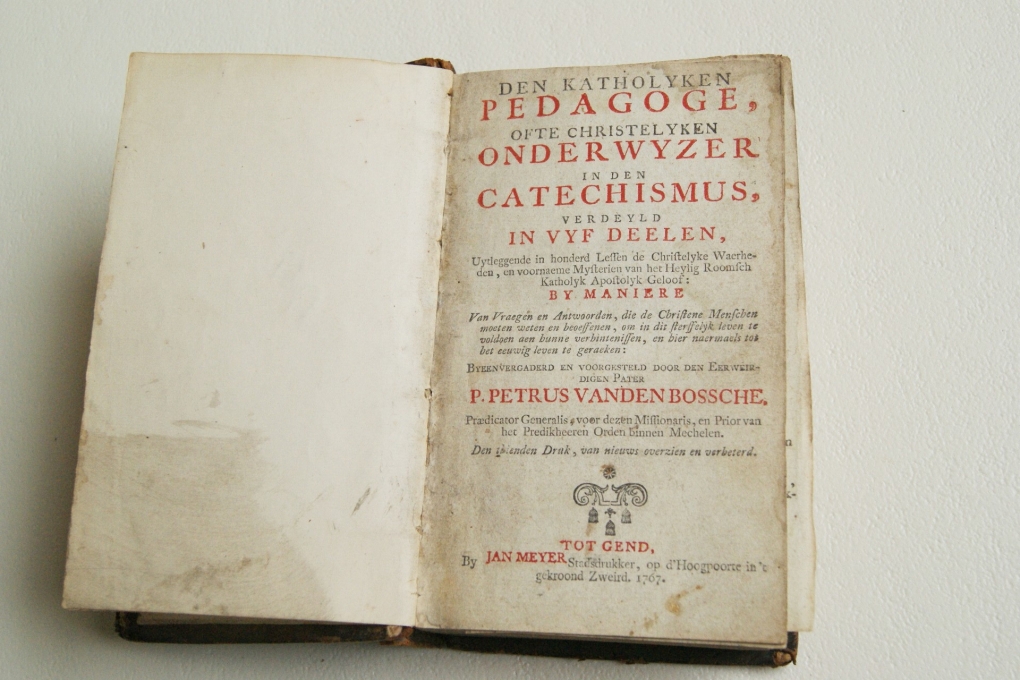 DEN KATHOLYKEN
PEDAGOGE,
OFTE CHRISTELYKEN
ONDERWYZER
IN DEN
CATECHISMUS,
VERDEYLD
IN VYF DEELEN,
Uytleggende in honderd Leſſen de Chriſtelyke Waerhe-
den, en voornaeme Myſterien van het Heylig Roomſch
Katholyk Apoſtolyk Geloof:
BY MANIERE
Van Vraegen en Antwoorden, die de Chriſtene Menſchen
moeten weten en beoeffenen, om in dit ſterffelyk leven te
voldoen aen hunne verbinteniſſen, en hier naermaels tot
het eeuwig leven te geraeken:
BYEENVERGADERD EN VOORGESTELD DOOR DEN EERWEIR-
DIGEN PATER
P. PETRUS VANDEN BOSSCHE,
Prædicator Generalis, voor dezen Miſſionaris, en Prior van
het Predikheeren Orden binnen Mechelen.
Den Druk, van nieuws overzien en verbeterd.
TOT GEND,
By JAN MEYER Stadsdrukker, op d'Hoogpoorte in 't
gekroond Zweird. 1767.